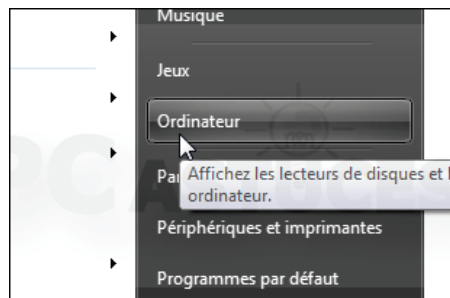 Musique
Jeux
Ordinateur
Affichez les lecteurs de disques et
ordinateur.
Périphériques et imprimantes
Programmes par défaut